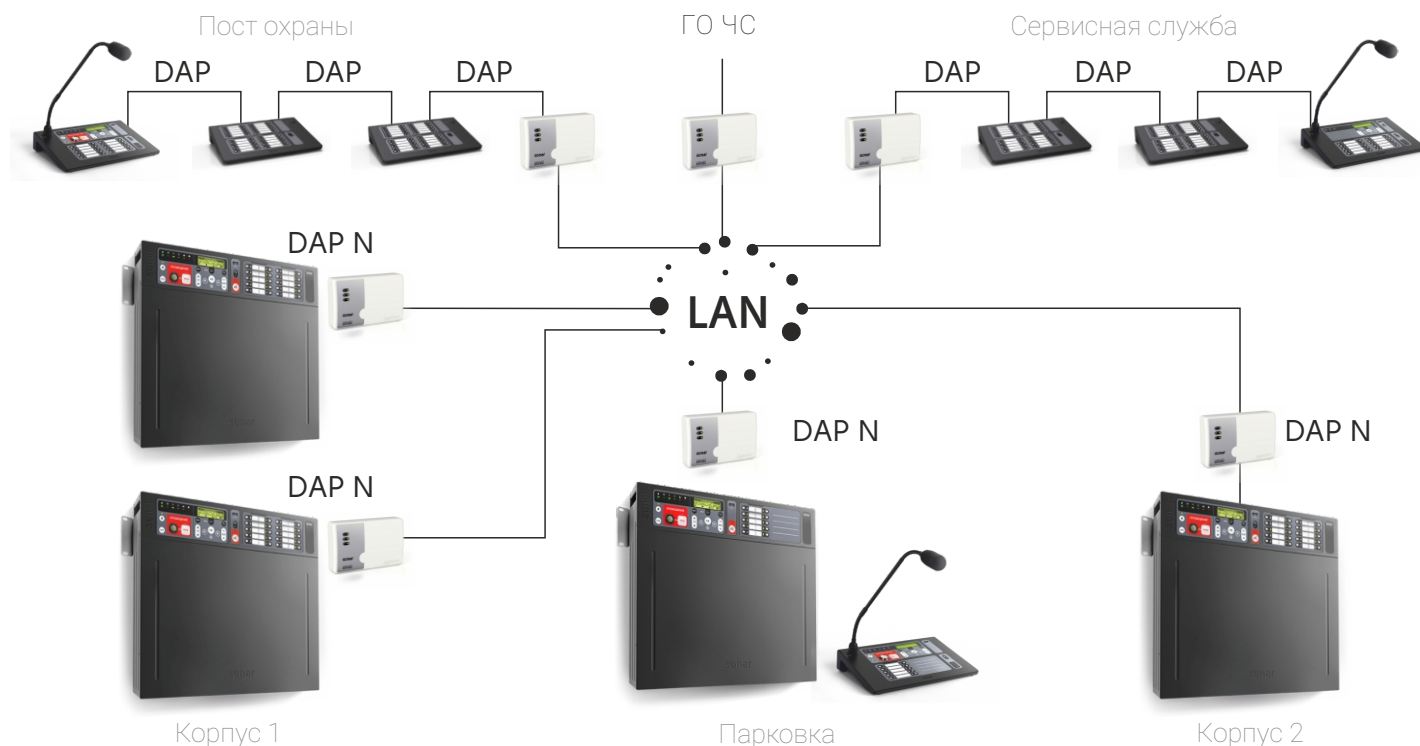 Пост охраны
ГО ЧС
Сервисная служба
DAP
DAP
DAP
DAP
DAP
DAP
DAP N
LAN
DAP N
DAP N
DAP N
Корпус 1
Парковка
Корпус 2